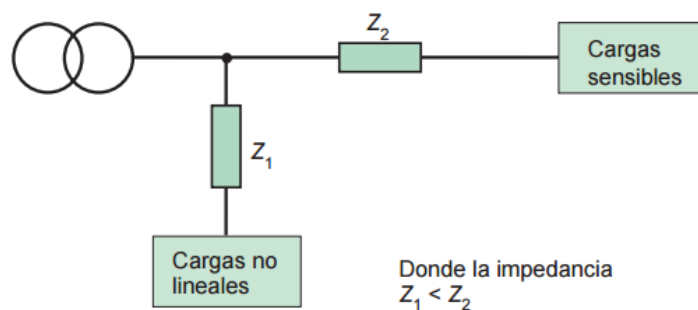 Z2
Cargas
sensibles
Z1
Cargas no
lineales
Donde la impedancia
Z1 < Z2